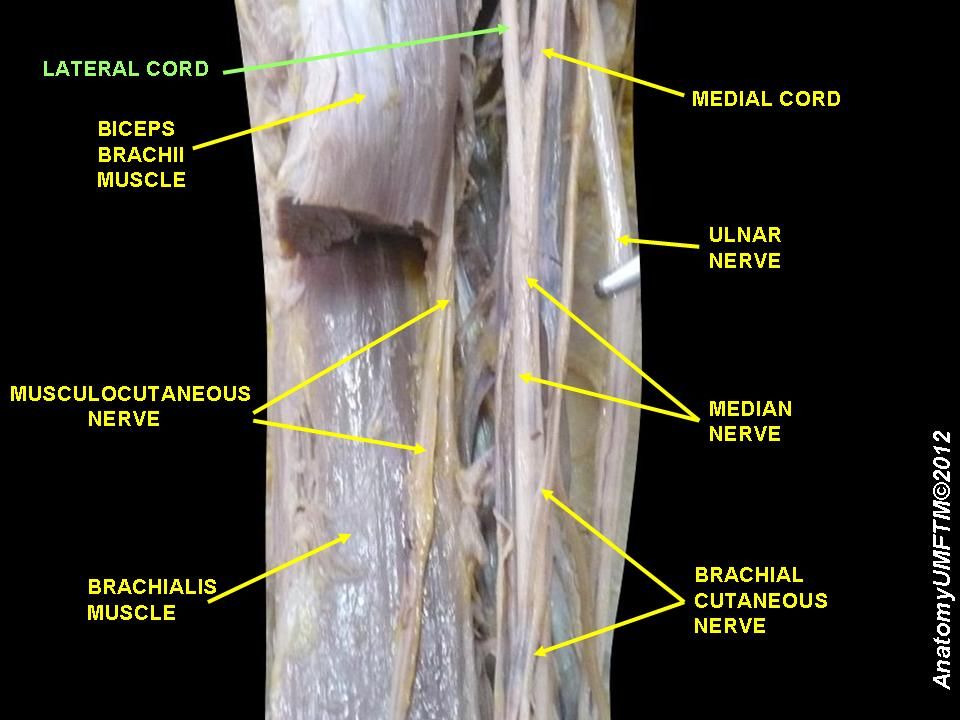 LATERAL CORD
BICEPS
BRACHII
MUSCLE
MEDIAL CORD
ULNAR
NERVE
MUSCULOCUTANEOUS
NERVE
MEDIAN
NERVE
BRACHIALIS
MUSCLE
BRACHIAL
CUTANEOUS
NERVE
AnatomyUMFTM©2012